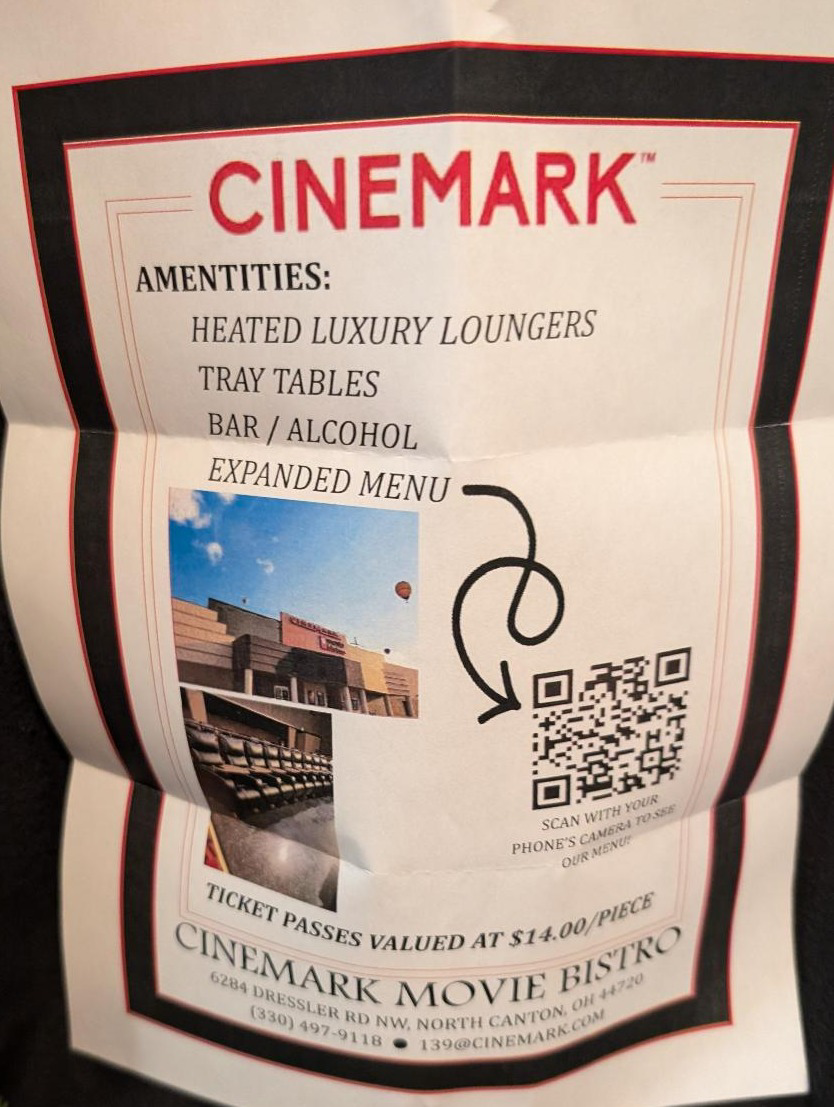 CINEMARK™
AMENTITIES:
HEATED LUXURY LOUNGERS
TRAY TABLES
BAR / ALCOHOL
EXPANDED MENU
CINEMARK
SCAN WITH YOUR
PHONE'S CAMERA TO SEE
OUR MENU!
TICKET PASSES VALUED AT $14.00/PIECE
CINEMARK MOVIE BISTRO
6284 DRESSLER RD NW, NORTH CANTON, OH 44720
(330) 497-9118 ● 139@CINEMARK.COM